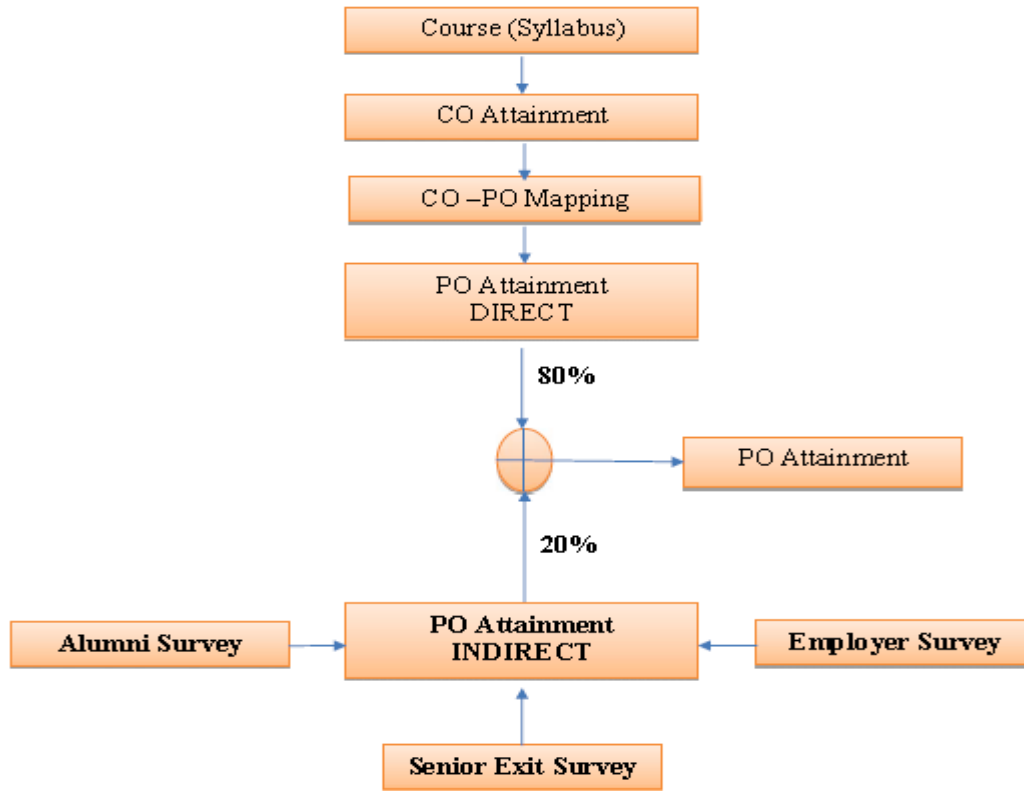 Course (Syllabus)
CO Attainment
CO –PO Mapping
PO Attainment
DIRECT
80%
PO Attainment
20%
PO Attainment
INDIRECT
Alumni Survey
Employer Survey
Senior Exit Survey